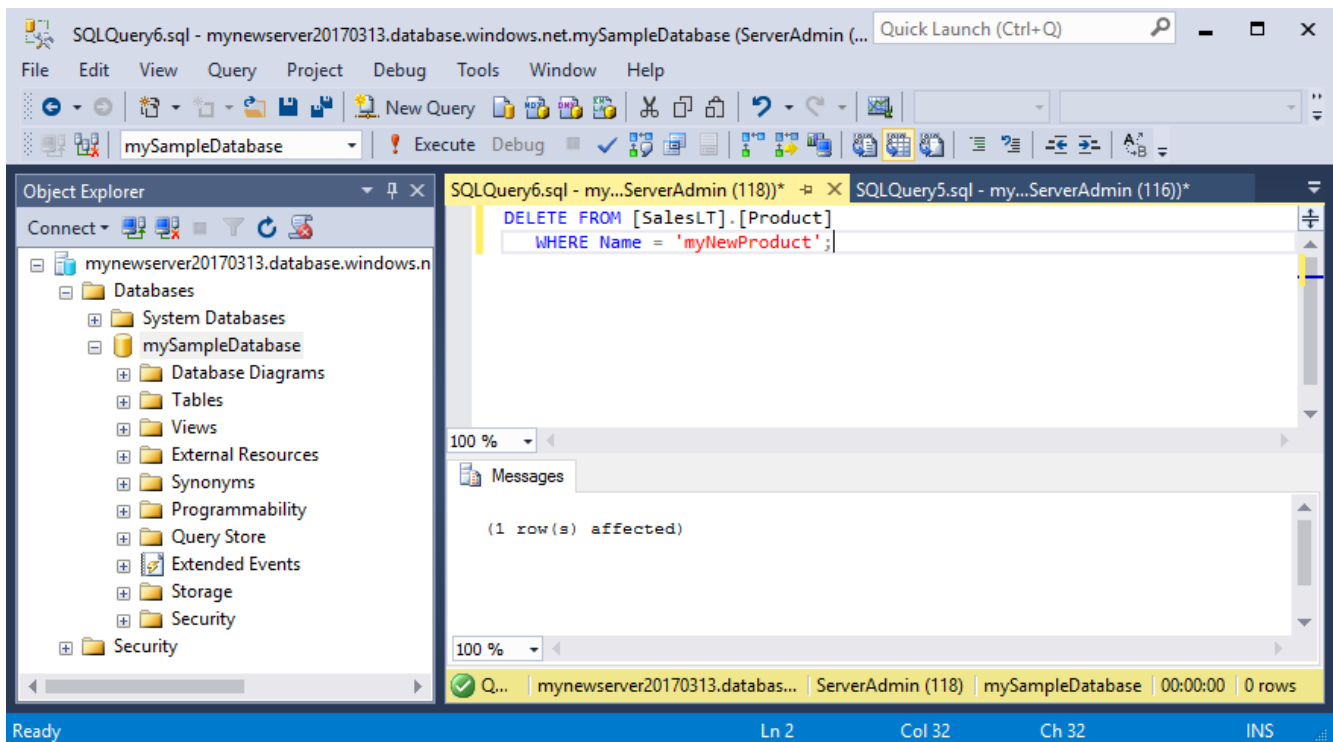 SQLQuery6.sql - mynewserver20170313.database.windows.net.mySampleDatabase (ServerAdmin (...
Quick Launch (Ctrl+Q)
File Edit View Query Project Debug Tools Window Help
New Query
mySampleDatabase Execute Debug
Object Explorer
Connect
mynewserver20170313.database.windows.n
Databases
System Databases
mySampleDatabase
Database Diagrams
Tables
Views
External Resources
Synonyms
Programmability
Query Store
Extended Events
Storage
Security
Security
SQLQuery6.sql - my...ServerAdmin (118))* SQLQuery5.sql - my...ServerAdmin (116))*
DELETE FROM [SalesLT].[Product]
WHERE Name = 'myNewProduct';
100 %
Messages
(1 row(s) affected)
100 %
Q... mynewserver20170313.databas... ServerAdmin (118) mySampleDatabase 00:00:00 0 rows
Ready Ln 2 Col 32 Ch 32 INS